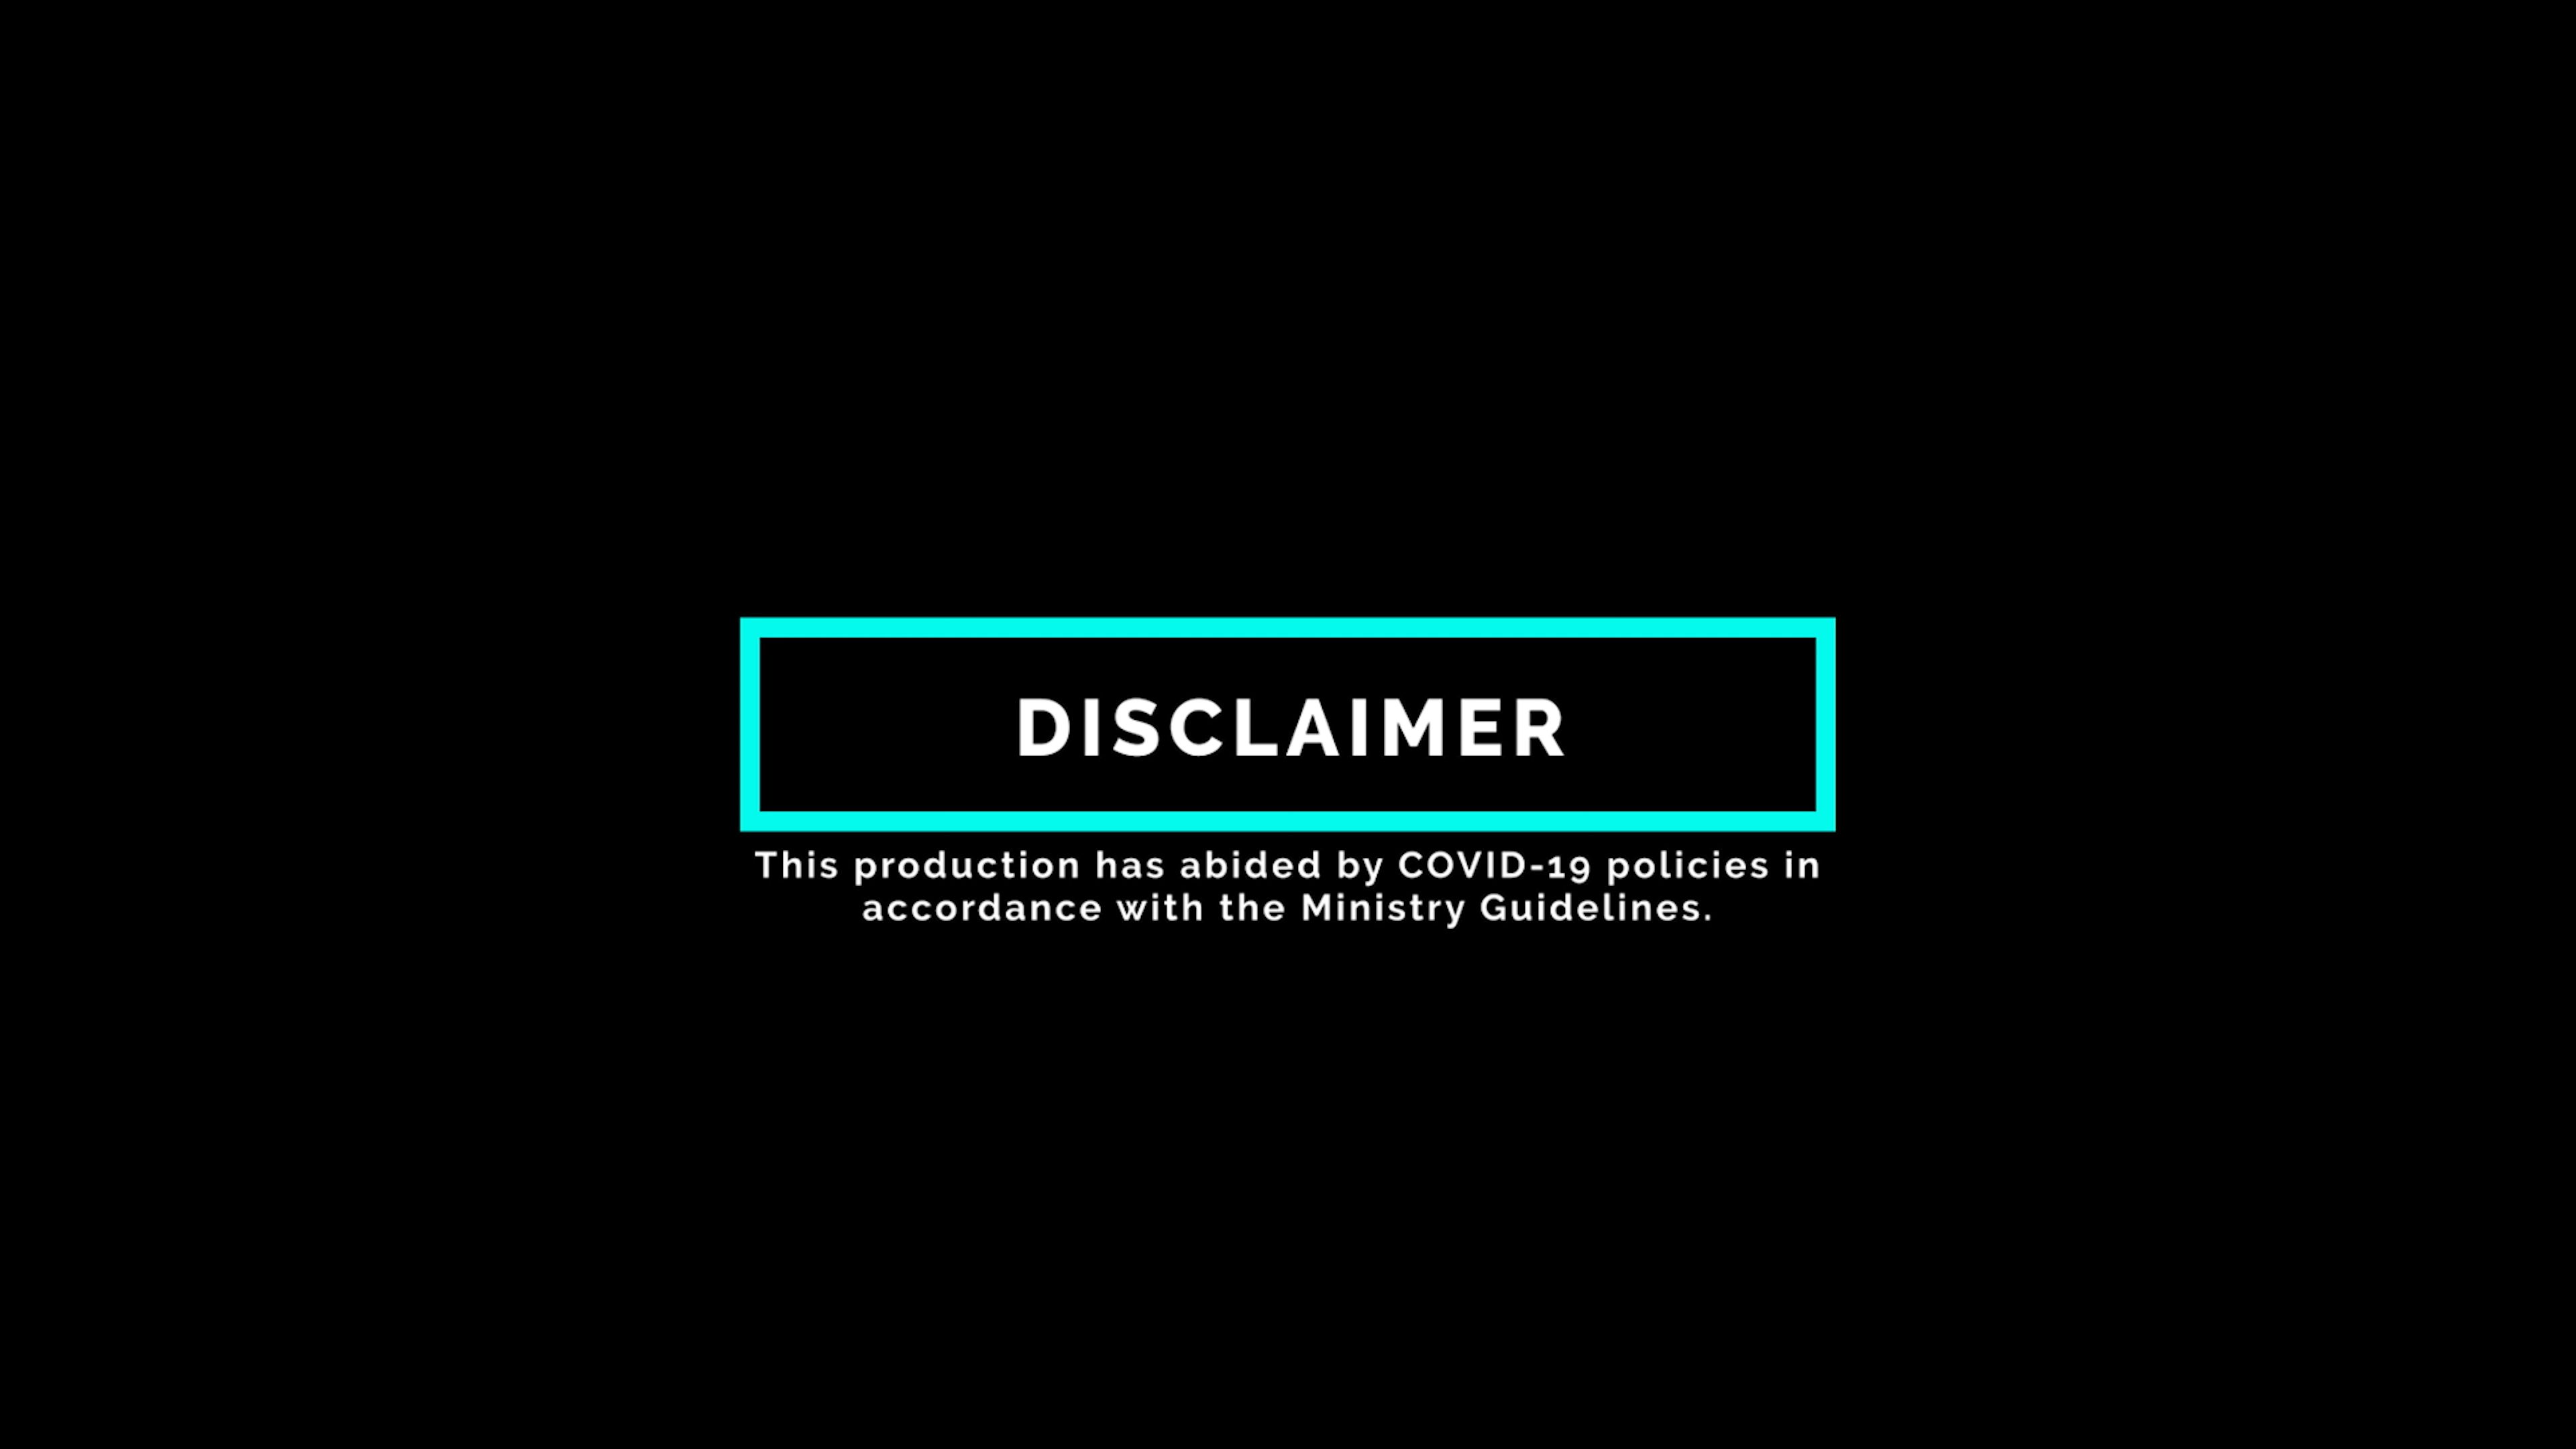 DISCLAIMER
This production has abided by COVID-19 policies in
accordance with the Ministry Guidelines.